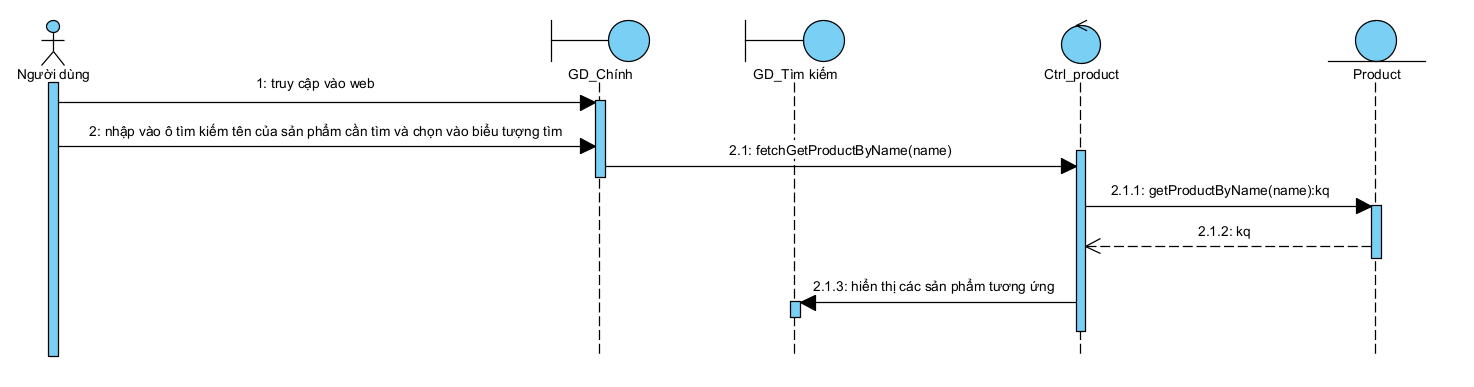 Người dùng
GD_Chính
GD_Tìm kiếm
Ctrl_product
Product
1: truy cập vào web
2: nhập vào ô tìm kiếm tên của sản phẩm cần tìm và chọn vào biểu tượng tìm
2.1: fetchGetProductByName(name)
2.1.1: getProductByName(name):kq
2.1.2: kq
2.1.3: hiển thị các sản phẩm tương ứng